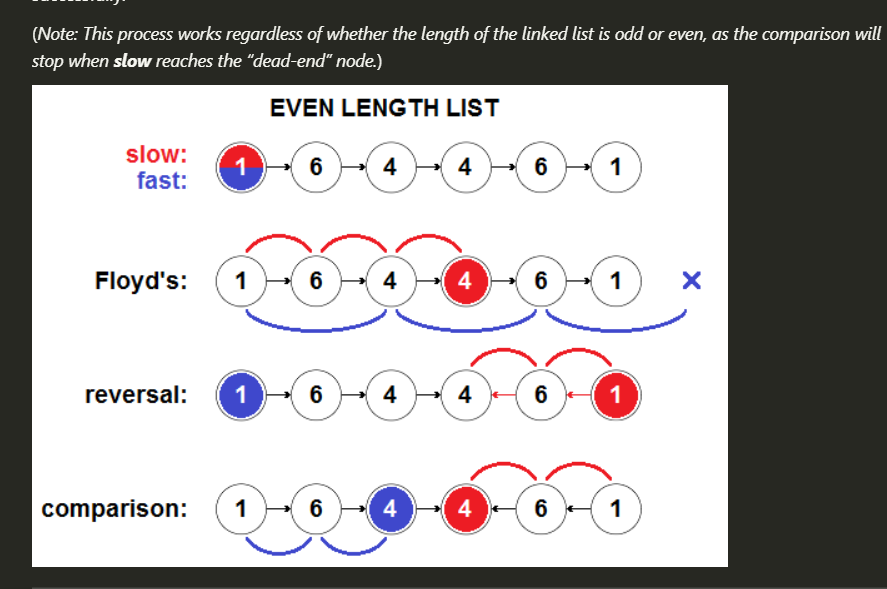 (Note: This process works regardless of whether the length of the linked list is odd or even, as the comparison will
stop when slow reaches the “dead-end” node.)
EVEN LENGTH LIST
slow:
fast:
1 6 4 4 6 1
Floyd's: 1 6 4 4 6 1 X
reversal: 1 6 4 4 6 1
comparison: 1 6 4 4 6 1